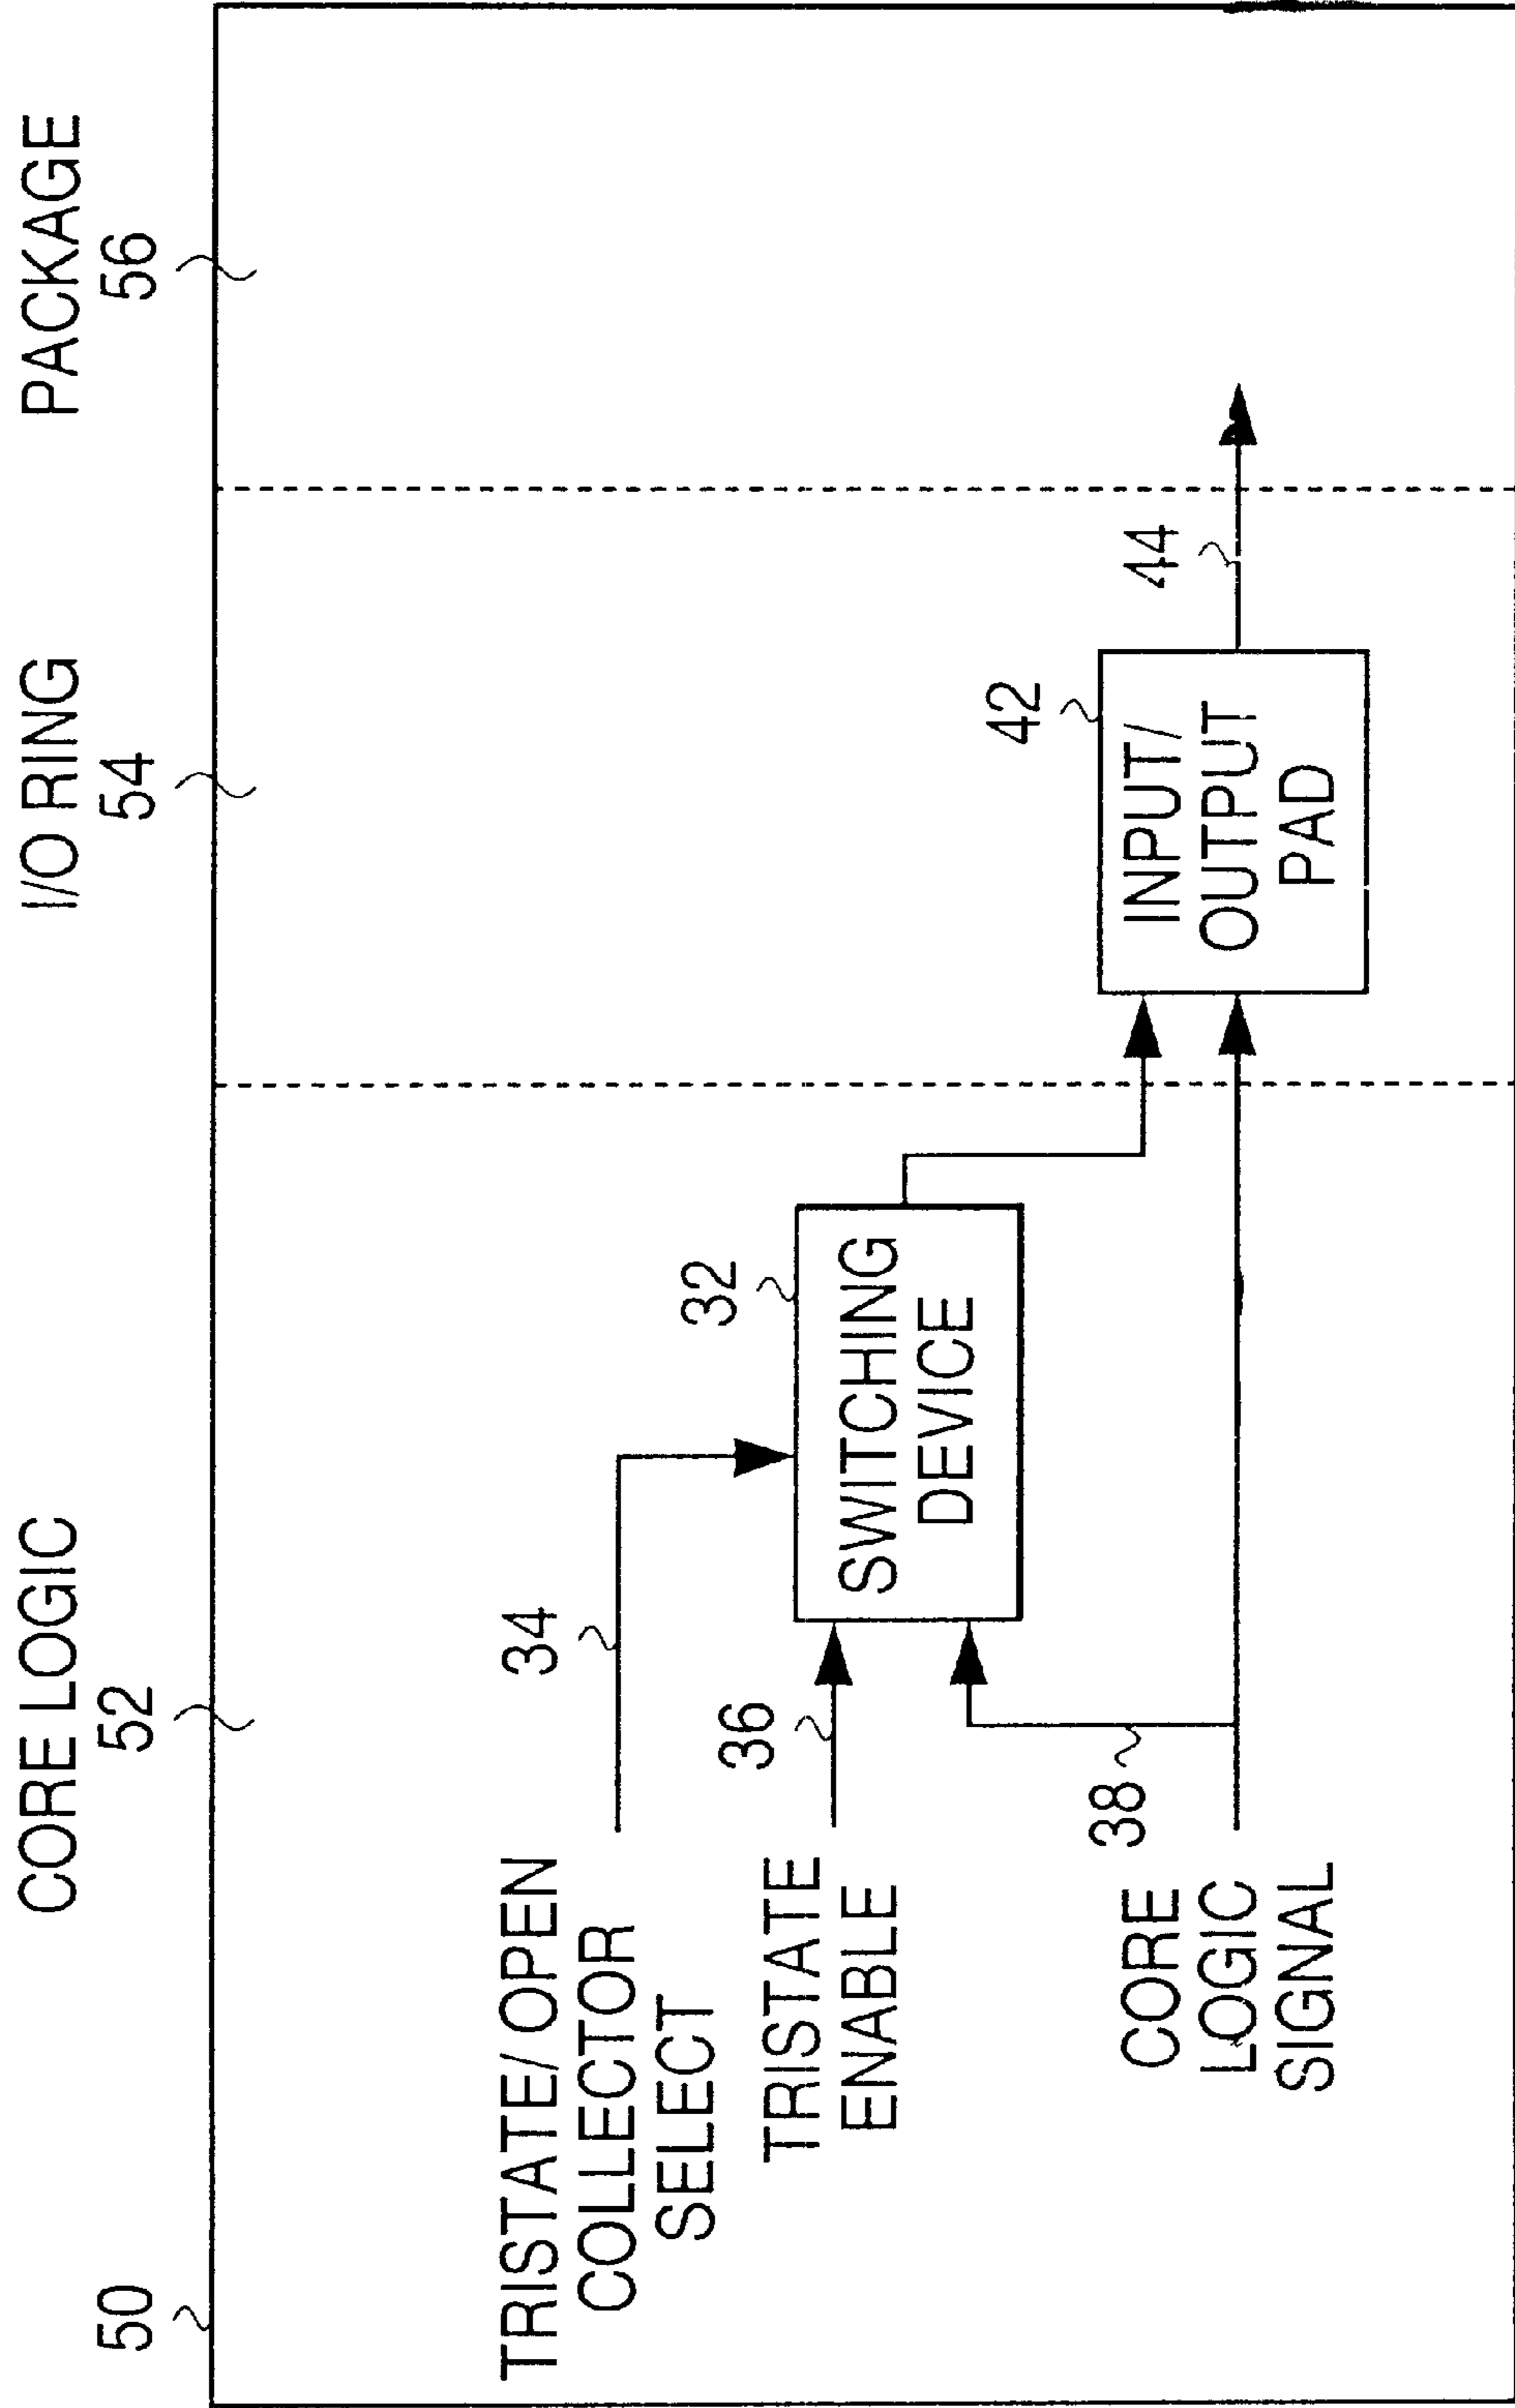 CORE LOGIC
52
I/O RING
54
PACKAGE
56
50
TRISTATE/ OPEN
COLLECTOR
SELECT
34
TRISTATE
ENABLE
36
CORE
LOGIC
SIGNAL
38
32
SWITCHING
DEVICE
42
INPUT/
OUTPUT
PAD
44